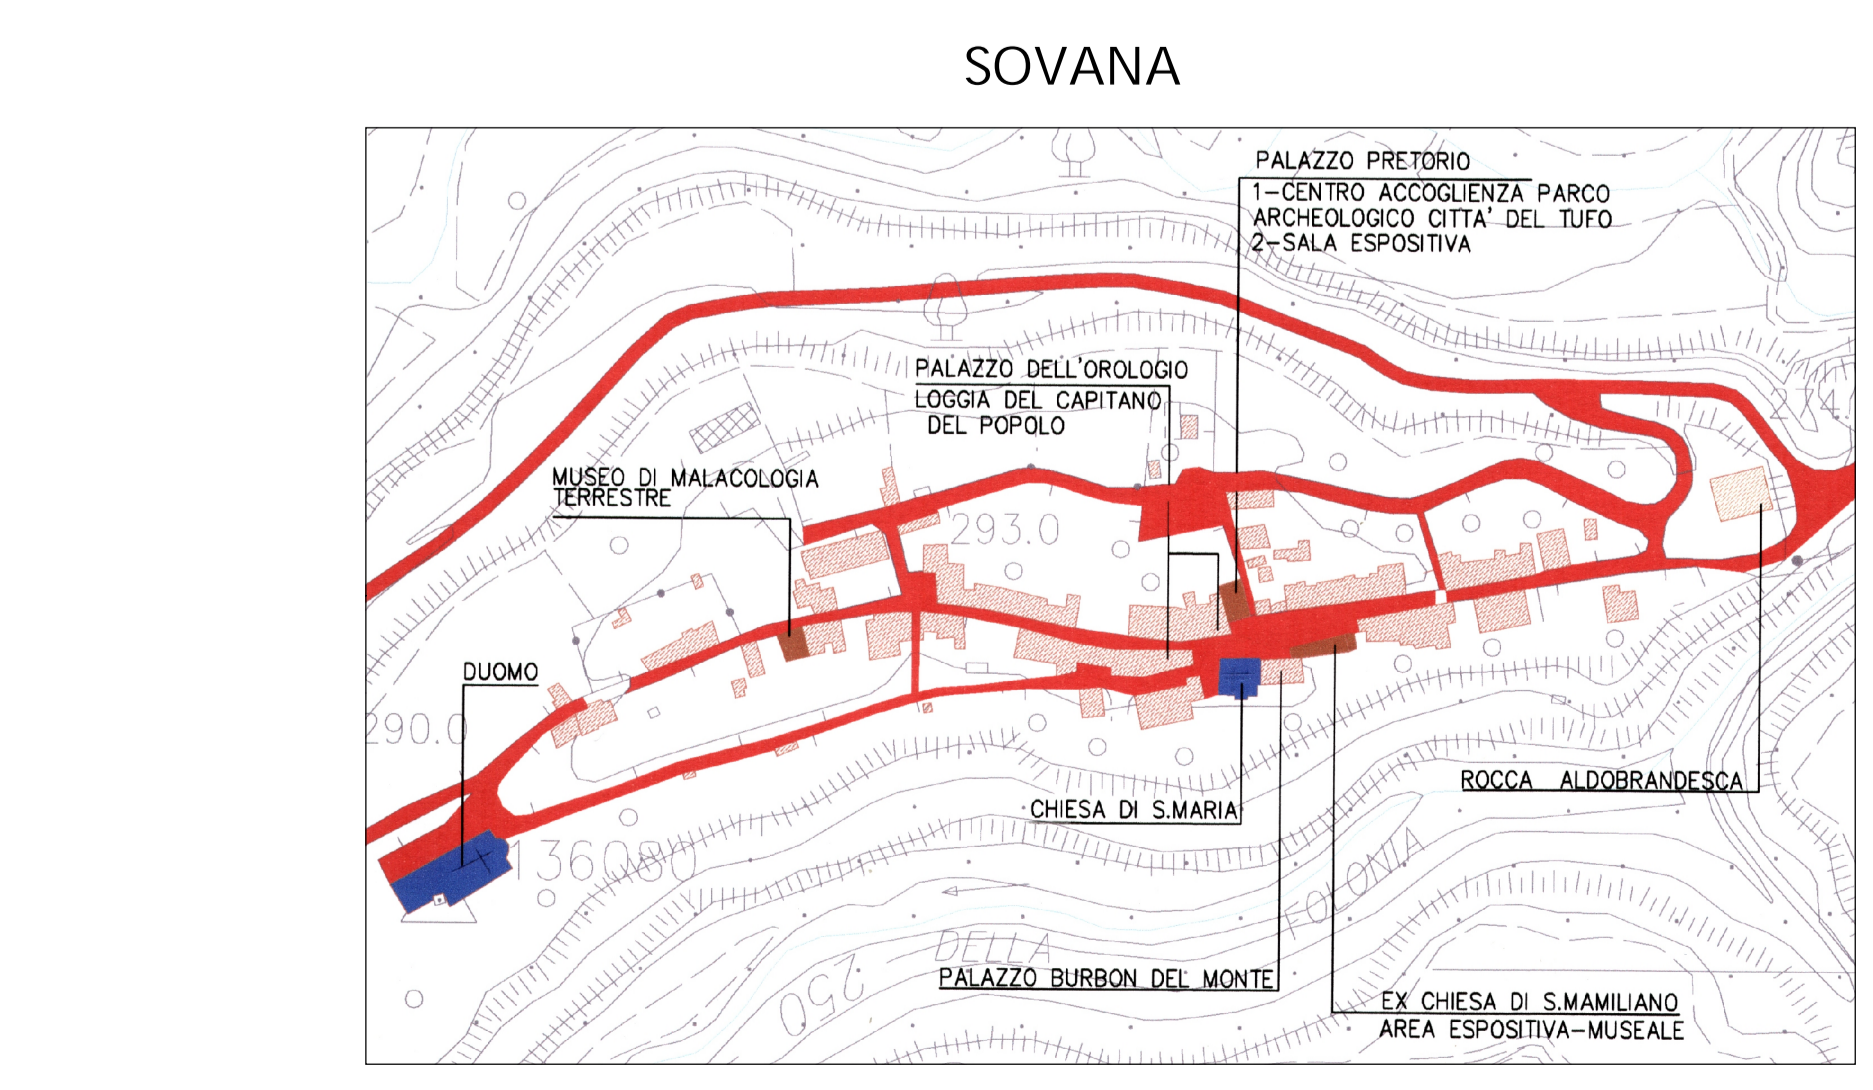 SOVANA
PALAZZO PRETORIO
1-CENTRO ACCOGLIENZA PARCO
ARCHEOLOGICO CITTA' DEL TUFO
2-SALA ESPOSITIVA
PALAZZO DELL'OROLOGIO
LOGGIA DEL CAPITANO
DEL POPOLO
274.
MUSEO DI MALACOLOGIA
TERRESTRE
293.0
DUOMO
290.0
ROCCA ALDOBRANDESCA
CHIESA DI S.MARIA
136080
FOLONIA
DELLA
250
PALAZZO BURBON DEL MONTE
EX CHIESA DI S.MAMILIANO
AREA ESPOSITIVA-MUSEALE